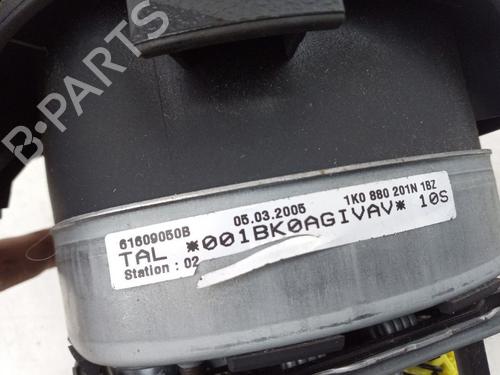 B-PARTS
61609050B 05.03.2005 1K0 880 201N 1BZ
TAL *001BK0AGIVAV* 10S
Station : 02